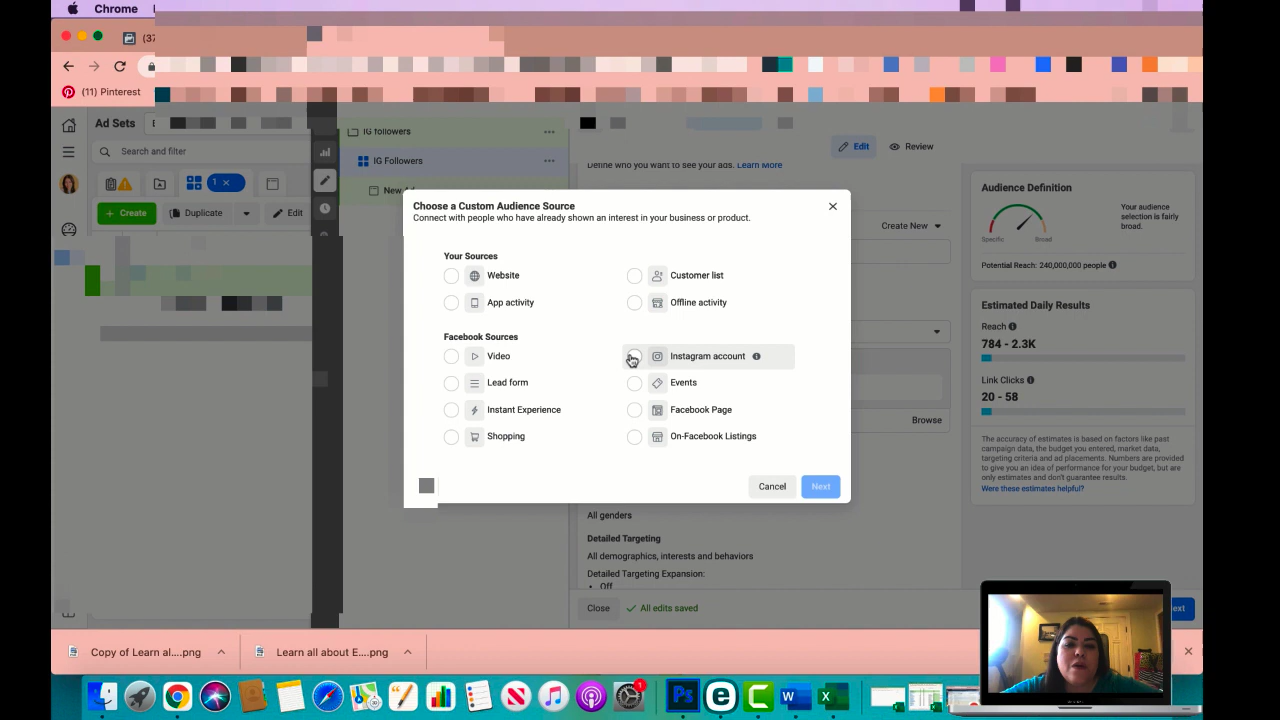 Chrome
(37
(11) Pinterest
Ad Sets
IG followers
Search and filter
IG Followers
New Ad
1
Create
Duplicate
Edit
Edit
Review
Define who you want to see your ads. Learn More
Create New
Choose a Custom Audience Source
Connect with people who have already shown an interest in your business or product.
Your Sources
Website
Customer list
App activity
Offline activity
Facebook Sources
Video
Instagram account
Lead form
Events
Instant Experience
Facebook Page
Shopping
On-Facebook Listings
Cancel
Next
Browse
All genders
Detailed Targeting
All demographics, interests and behaviors
Detailed Targeting Expansion:
• Off
Close
All edits saved
Audience Definition
Your audience
selection is fairly
broad.
Specific
Broad
Potential Reach: 240,000,000 people
Estimated Daily Results
Reach
784 - 2.3K
Link Clicks
20 - 58
The accuracy of estimates is based on factors like past
campaign data, the budget you entered, market data,
targeting criteria and ad placements. Numbers are provided
to give you an idea of performance for your budget, but are
only estimates and don't guarantee results.
Were these estimates helpful?
ext
Copy of Learn al....png
Learn all about E....png
1